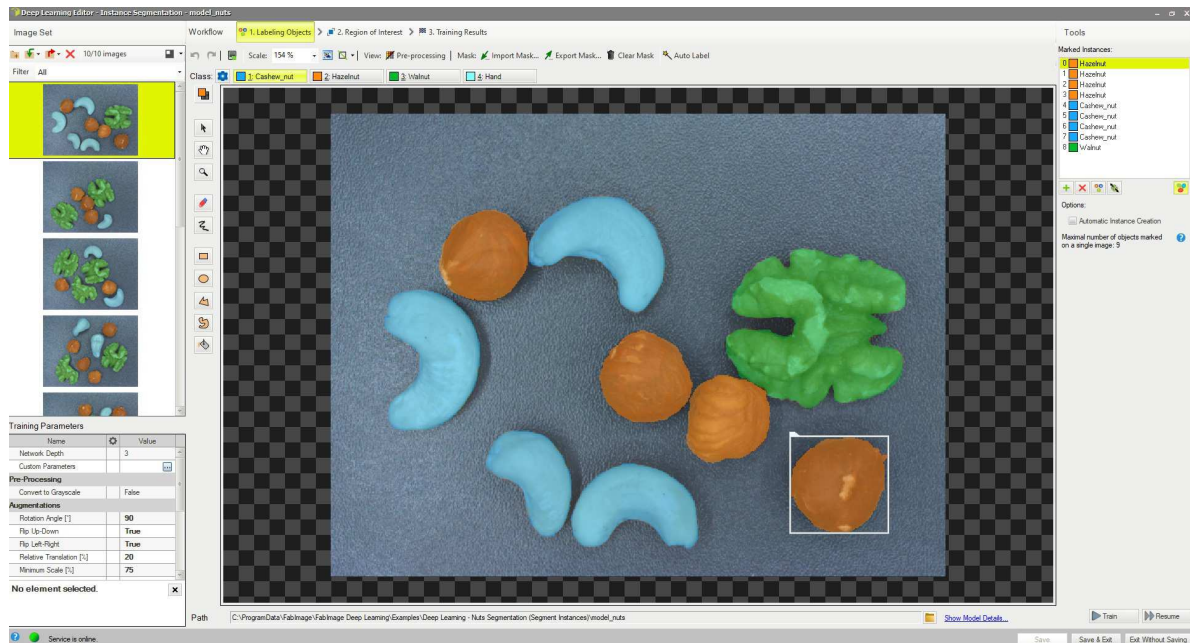 Deep Learning Editor - Instance Segmentation - model_nuts
Image Set
Workflow
1. Labeling Objects
2. Region of Interest
3. Training Results
Tools
10/10 images
Scale: 154 %
View: Pre-processing
Mask: Import Mask... Export Mask... Clear Mask
Auto Label
Marked Instances:
Filter All
Class: 1: Cashew_nut 2: Hazelnut 3: Walnut 4: Hand
0 Hazelnut
1 Hazelnut
2 Hazelnut
3 Hazelnut
4 Cashew_nut
5 Cashew_nut
6 Cashew_nut
7 Cashew_nut
8 Walnut
Options:
Automatic Instance Creation
Maximal number of objects marked
on a single image: 9
Training Parameters
Name Value
Network Depth 3
Custom Parameters ...
Pre-Processing
Convert to Grayscale False
Augmentations
Rotation Angle [°] 90
Flip Up-Down True
Flip Left-Right True
Relative Translation [%] 20
Minimum Scale [%] 75
No element selected.
Path C:\ProgramData\FabImage\FabImage Deep Learning\Examples\Deep Learning - Nuts Segmentation (Segment Instances)\model_nuts
Show Model Details...
Train
Resume
Service is online.
Save
Save & Exit
Exit Without Saving